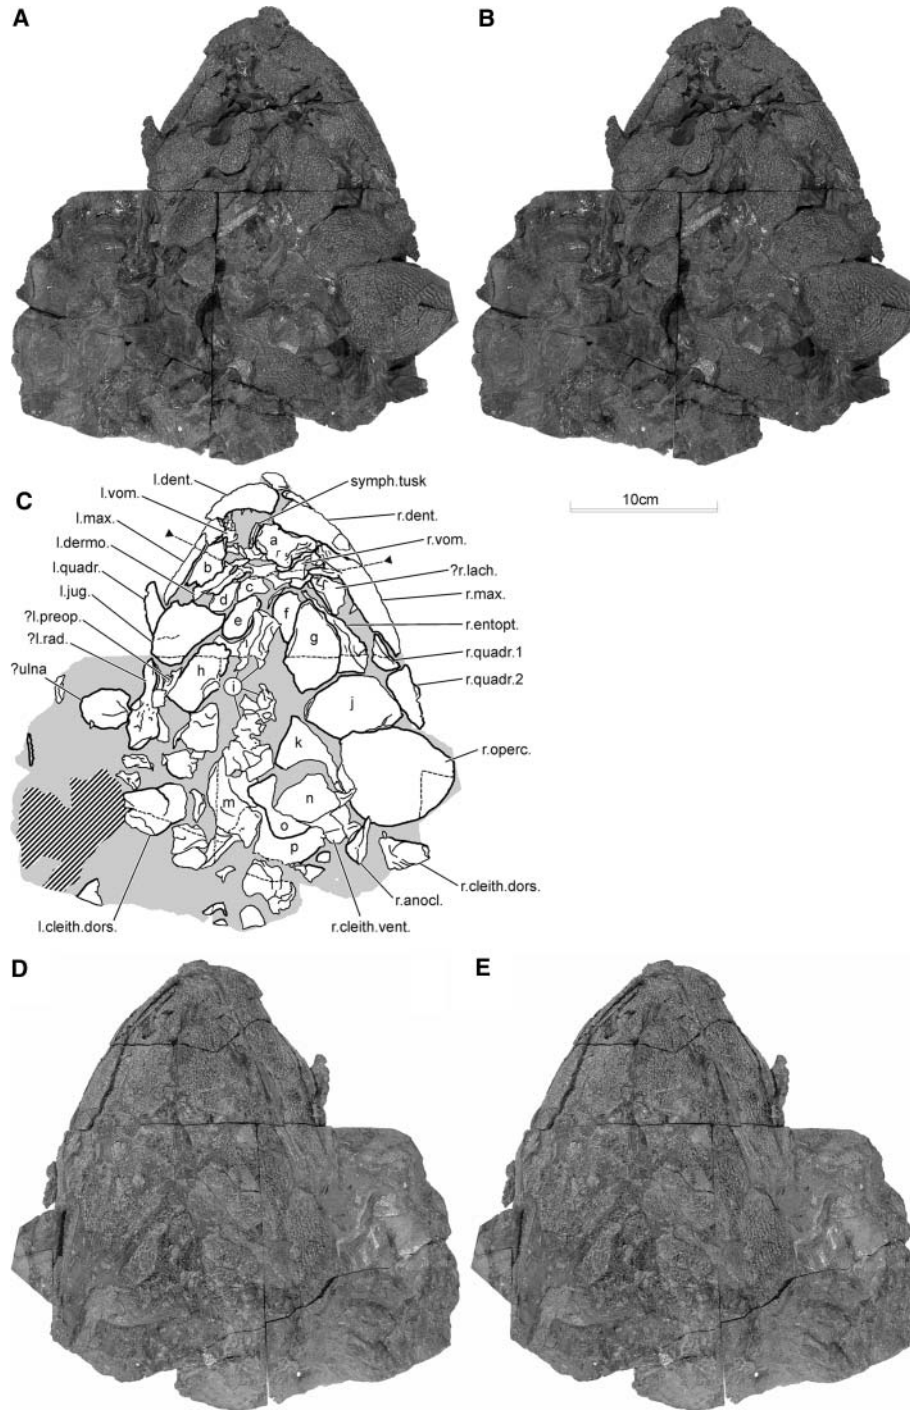 A
B
C
l.dent.
symph.tusk
10cm
l.vom.
r.dent.
l.max.
a
r.vom.
l.dermo.
b
?r.lach.
l.quadr.
c
r.max.
l.jug.
d
r.entopt.
?l.preop.
e
f
g
r.quadr.1
?l.rad.
h
r.quadr.2
?ulna
i
j
k
r.operc.
m
n
o
p
r.cleith.dors.
r.anocl.
l.cleith.dors.
r.cleith.vent.
D
E